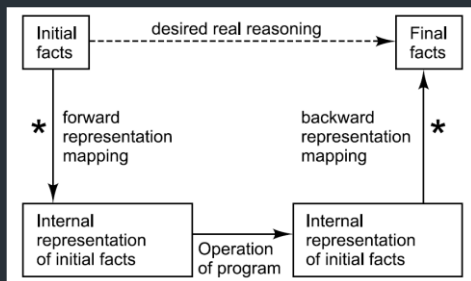 Initial
facts
desired real reasoning
Final
facts
*
forward
representation
mapping
backward
representation
mapping
*
Internal
representation
of initial facts
Operation
of program
Internal
representation
of initial facts